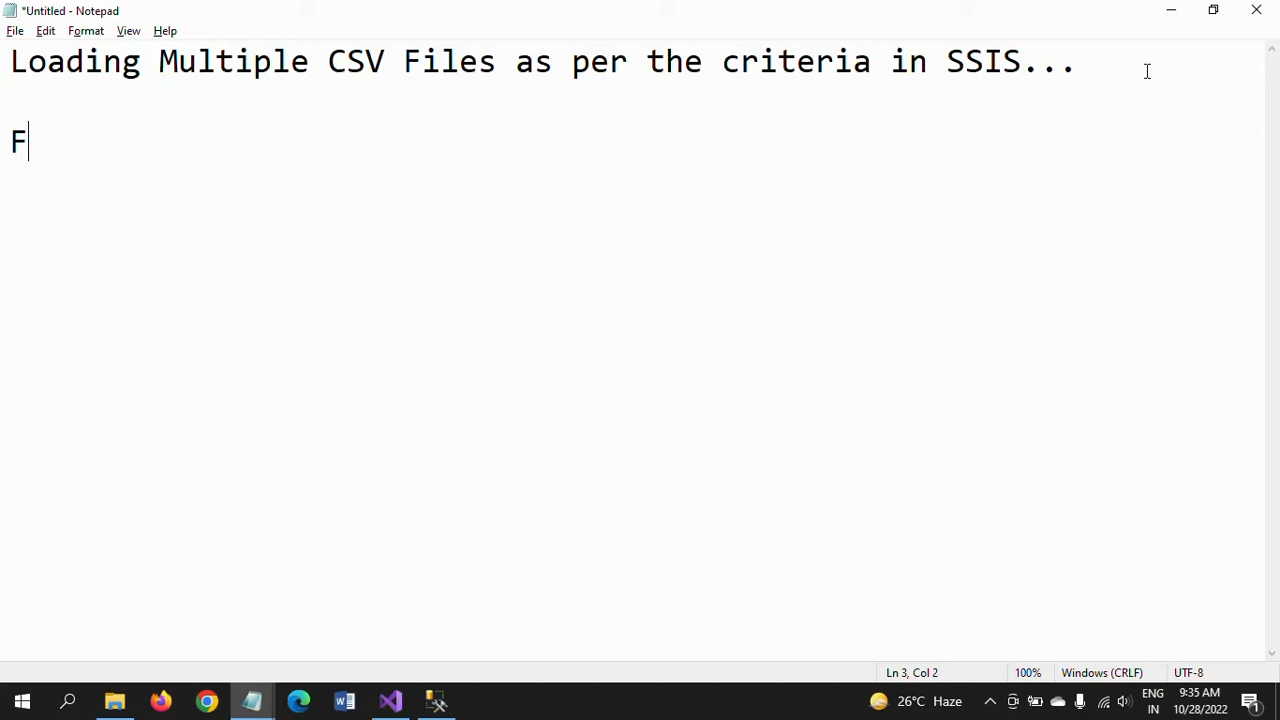 *Untitled - Notepad
File Edit Format View Help
Loading Multiple CSV Files as per the criteria in SSIS...
F
Ln 3, Col 2 100% Windows (CRLF) UTF-8
26°C Haze
ENG
IN
9:35 AM
10/28/2022
1